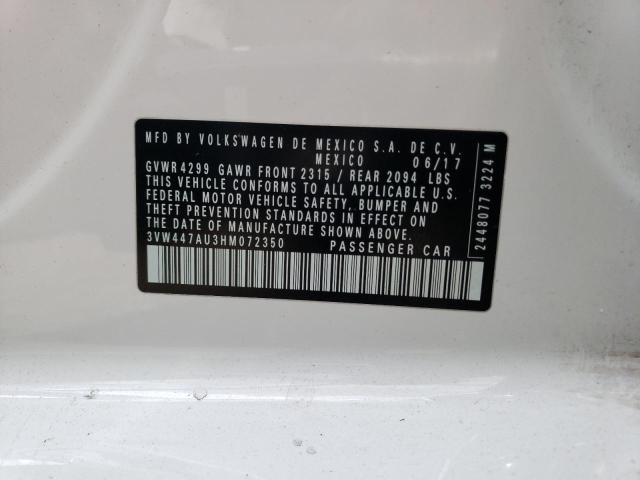 MFD BY VOLKSWAGEN DE MEXICO S.A. DE C.V.
MEXICO 06/17
GVWR 4299 GAWR FRONT 2315 / REAR 2094 LBS
THIS VEHICLE CONFORMS TO ALL APPLICABLE U.S.
FEDERAL MOTOR VEHICLE SAFETY, BUMPER AND
THEFT PREVENTION STANDARDS IN EFFECT ON
THE DATE OF MANUFACTURE SHOWN ABOVE.
3VW447AU3HM072350 PASSENGER CAR
2448077 3224 M